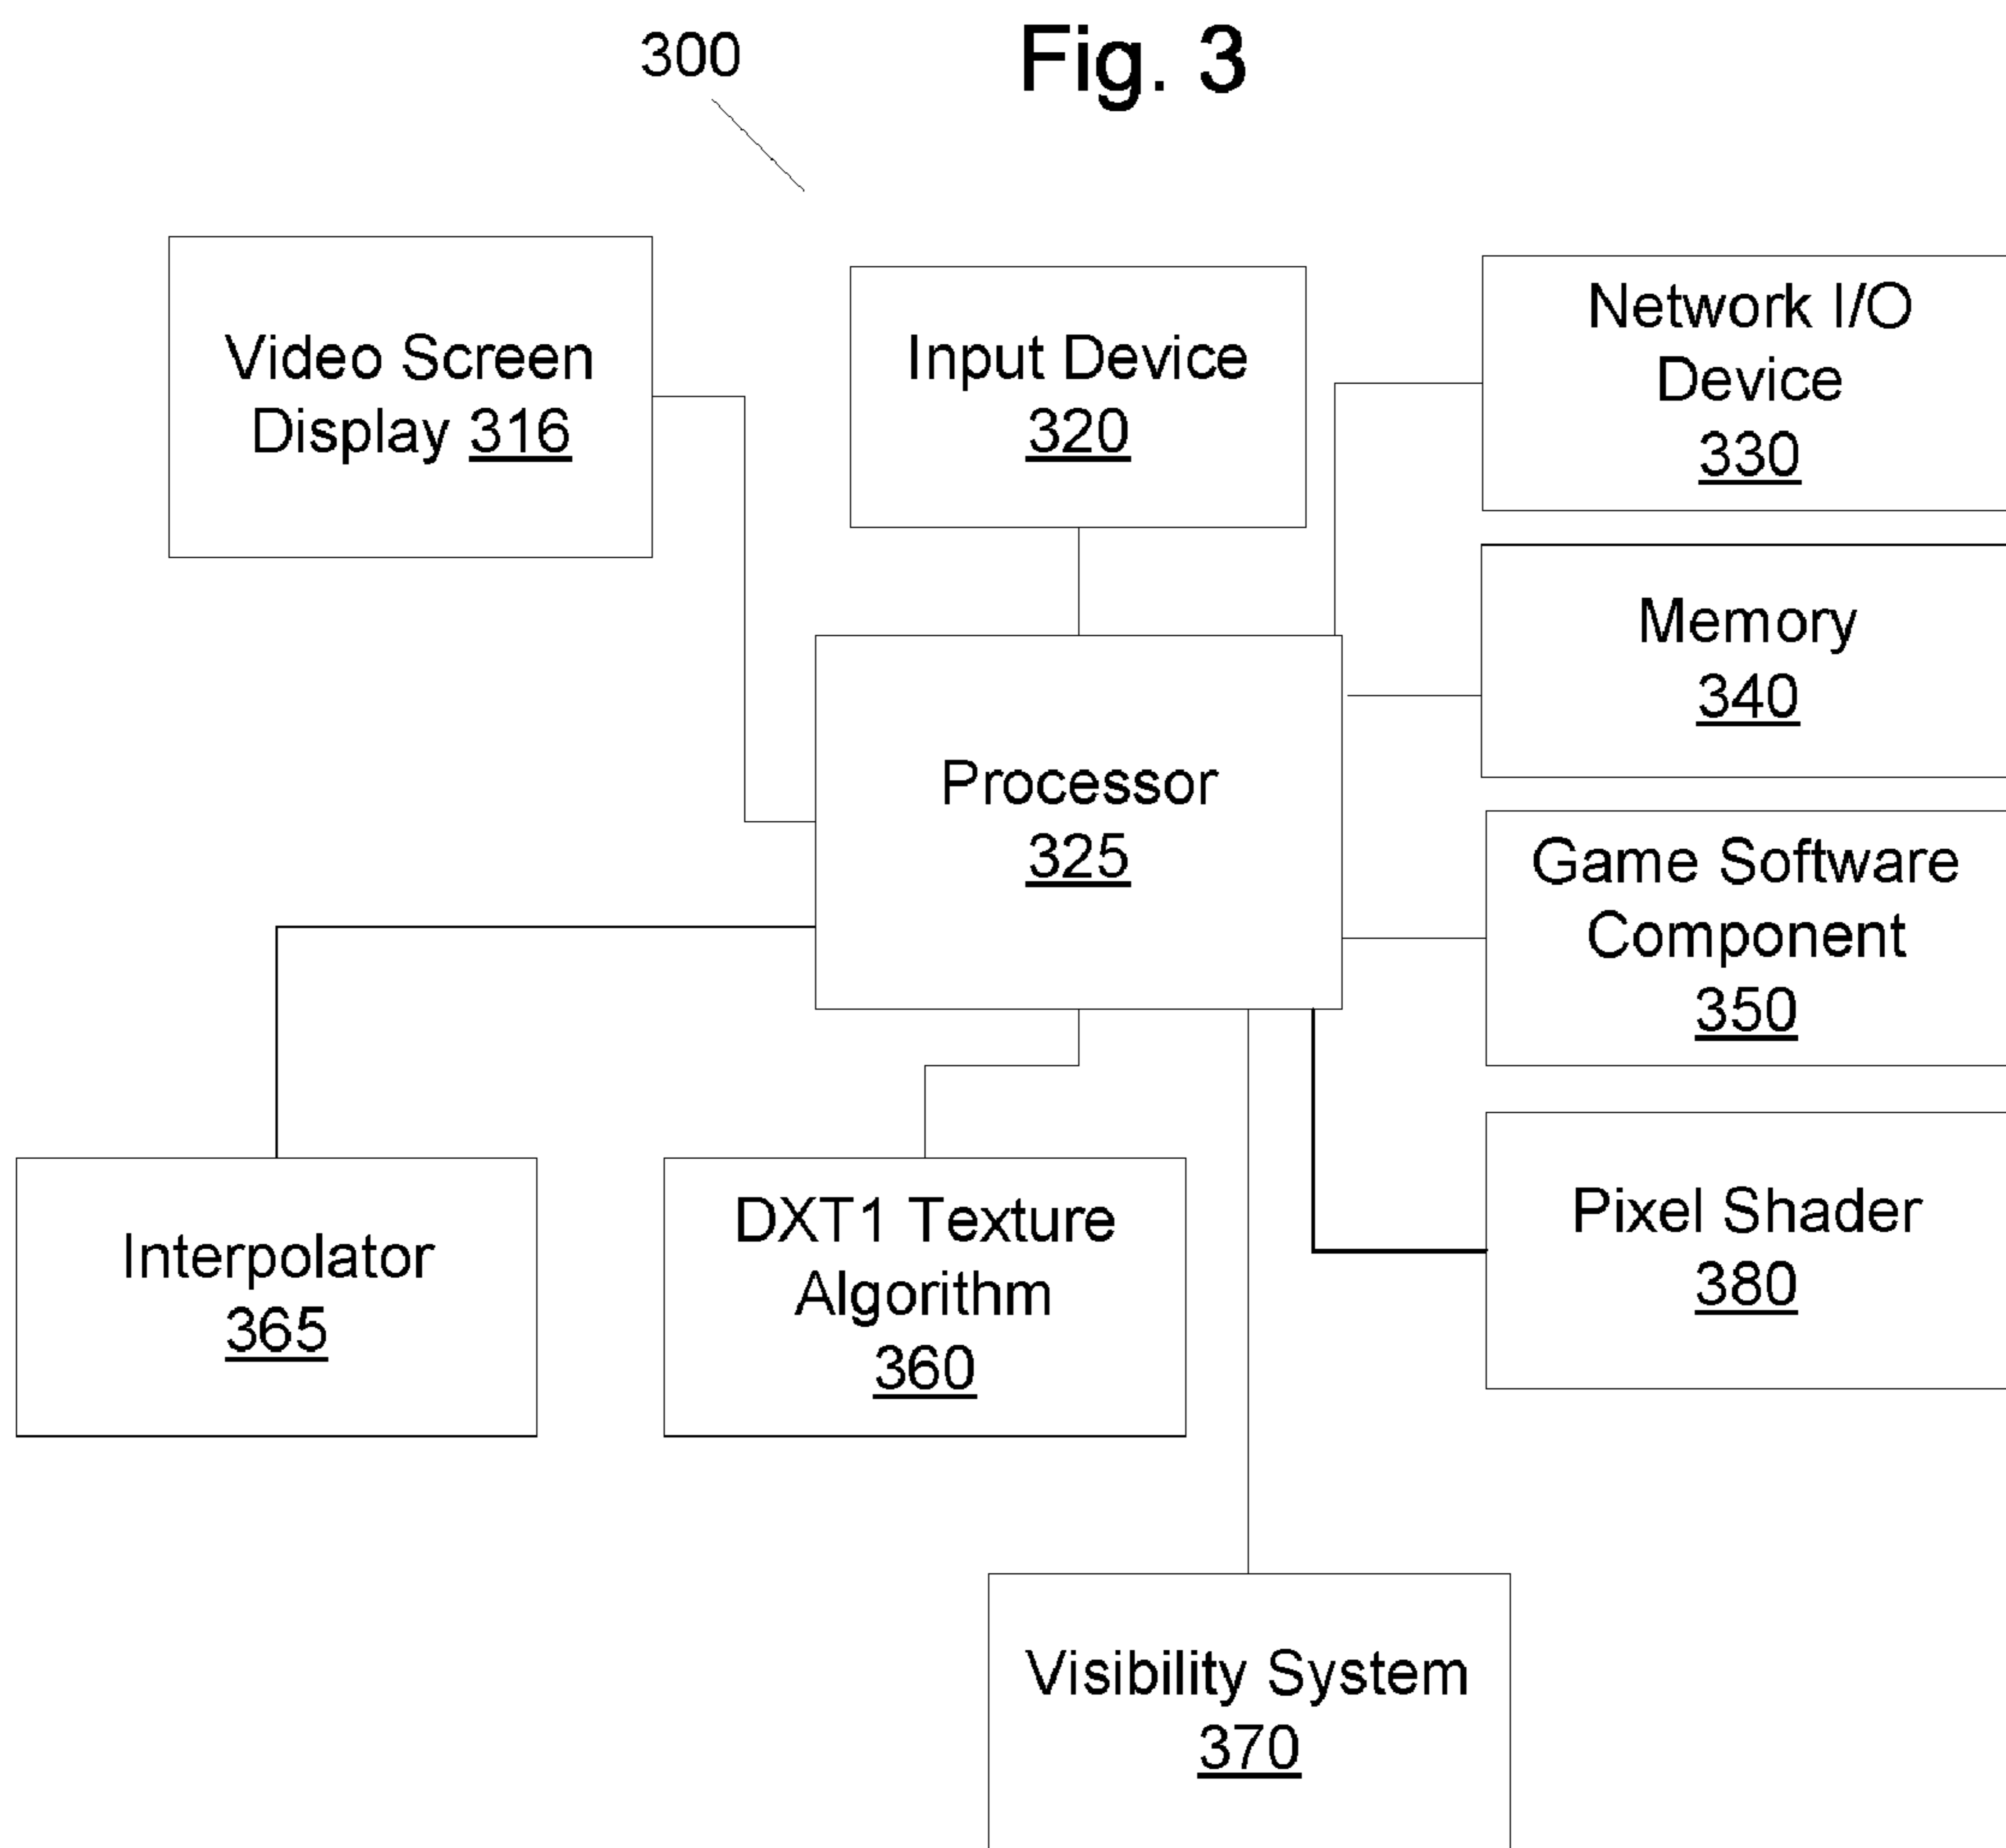 300
Fig. 3
Video Screen
Display 316
Input Device
320
Network I/O
Device
330
Memory
340
Processor
325
Game Software
Component
350
Interpolator
365
DXT1 Texture
Algorithm
360
Pixel Shader
380
Visibility System
370